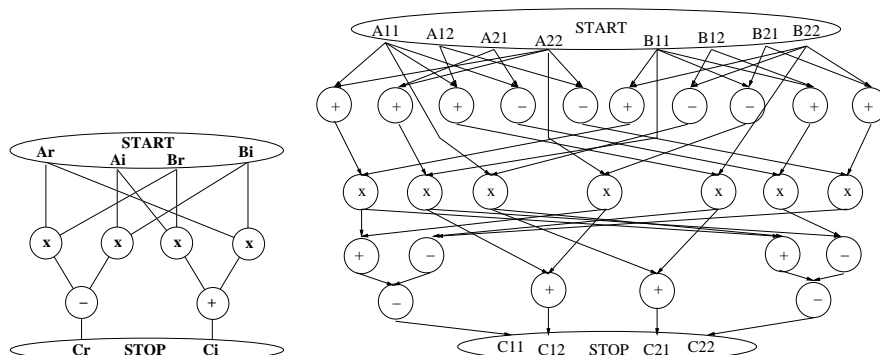 START
Ar Ai Br Bi
x x x x
− +
Cr STOP Ci
START
A11 A12 A21 A22 B11 B12 B21 B22
+ + + − − + − − + +
x x x x x x x
+ − + −
− + + −
C11 C12 STOP C21 C22